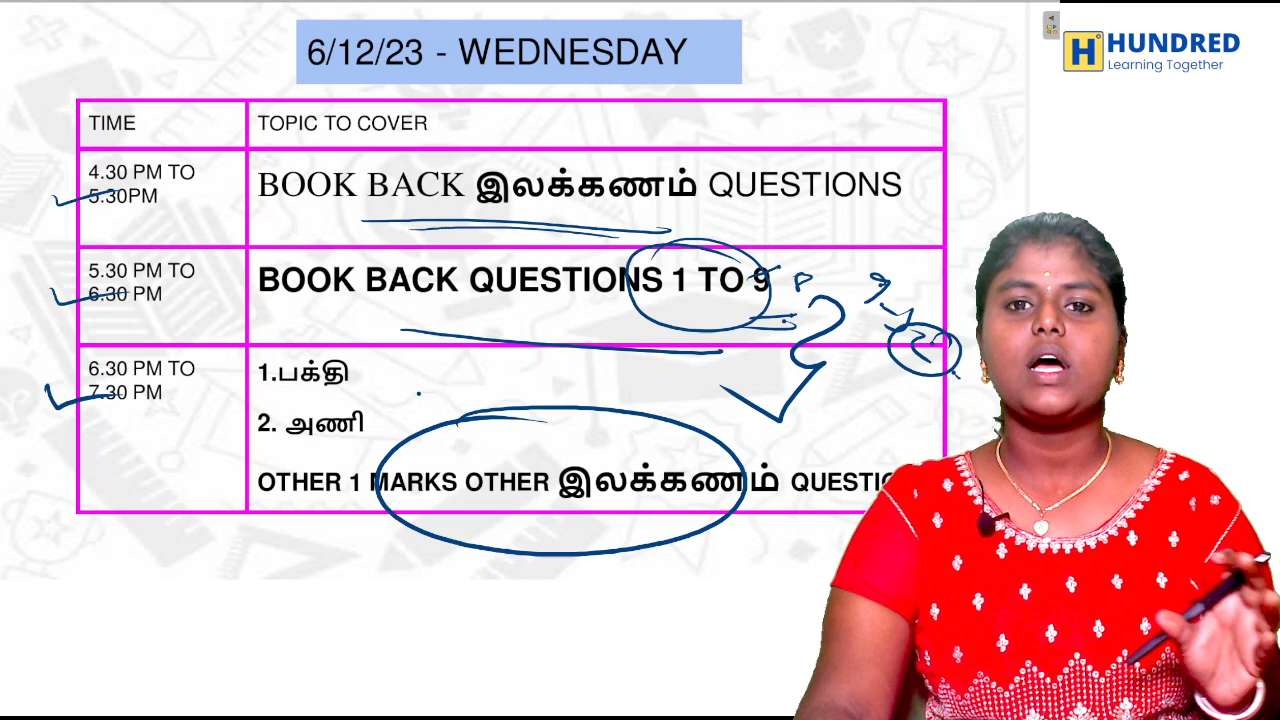 6/12/23 - WEDNESDAY
HUNDRED
Learning Together
TIME
TOPIC TO COVER
4.30 PM TO
5.30PM
BOOK BACK இலக்கணம் QUESTIONS
5.30 PM TO
6.30 PM
BOOK BACK QUESTIONS 1 TO 9
6.30 PM TO
7.30 PM
1.பக்தி
2. அணி
OTHER 1 MARKS OTHER இலக்கணம்